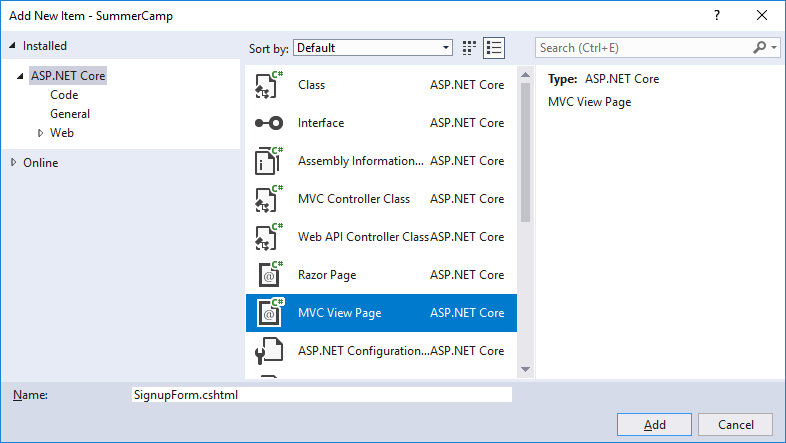 Add New Item - SummerCamp
? 
Installed
Sort by: Default
Search (Ctrl+E)
ASP.NET Core
Code
General
Web
Online
C# Class ASP.NET Core
Interface ASP.NET Core
C# Assembly Information... ASP.NET Core
C# MVC Controller Class ASP.NET Core
C# Web API Controller Class ASP.NET Core
C# @ Razor Page ASP.NET Core
C# @ MVC View Page ASP.NET Core
ASP.NET Configuration... ASP.NET Core
Type: ASP.NET Core
MVC View Page
Name: SignupForm.cshtml
Add Cancel